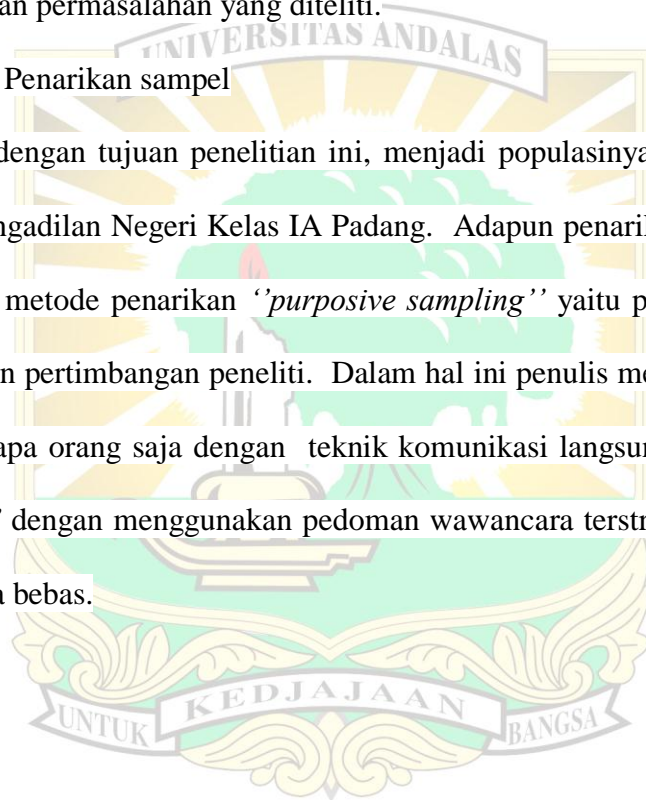 an permasalahan yang diteliti.
UNIVERSITAS ANDALAS
Penarikan sampel
dengan tujuan penelitian ini, menjadi populasinya
ngadilan Negeri Kelas IA Padang. Adapun penaril
metode penarikan ‘’purposive sampling’’ yaitu p
n pertimbangan peneliti. Dalam hal ini penulis me
apa orang saja dengan teknik komunikasi langsun
’ dengan menggunakan pedoman wawancara terstr
a bebas.
UNTUK KEDJAJAAN BANGSA